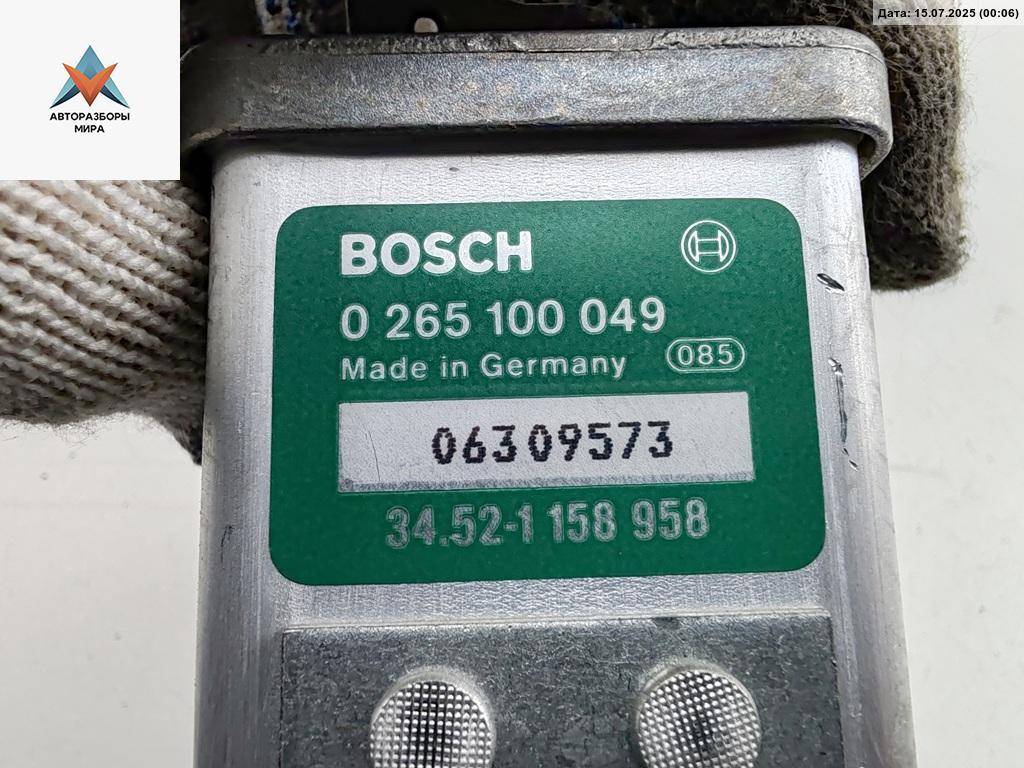 Дата: 15.07.2025 (00:06)
АВТОРАЗБОРЫ
МИРА
BOSCH
0 265 100 049
Made in Germany 085
06309573
34.52-1 158 958